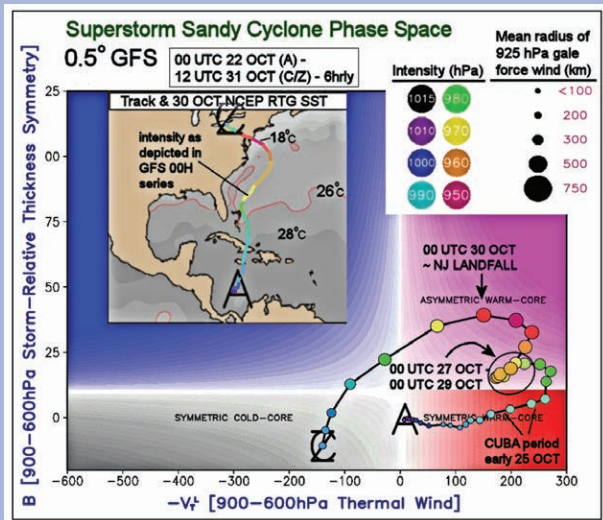 Superstorm Sandy Cyclone Phase Space
0.5° GFS
00 UTC 22 OCT (A) -
12 UTC 31 OCT (C/Z) - 6hrly
Intensity (hPa)
1015 980
1010 970
1000 960
990 950
Mean radius of
925 hPa gale
force wind (km)
<100
200
300
500
750
Track & 30 OCT NCEP RTG SST
C
intensity as
depicted in
GFS 00H
series
18°C
26°C
28°C
A
00 UTC 30 OCT
~ NJ LANDFALL
ASYMMETRIC WARM-CORE
00 UTC 27 OCT -
00 UTC 29 OCT
SYMMETRIC COLD-CORE
A
SYMMETRIC WARM-CORE
CUBA period
early 25 OCT
B [900-600hPa Storm-Relative Thickness Symmetry]
25
00
75
50
25
0
-600 -500 -400 -300 -200 -100 0 100 200 300
-V_T^L [900-600hPa Thermal Wind]